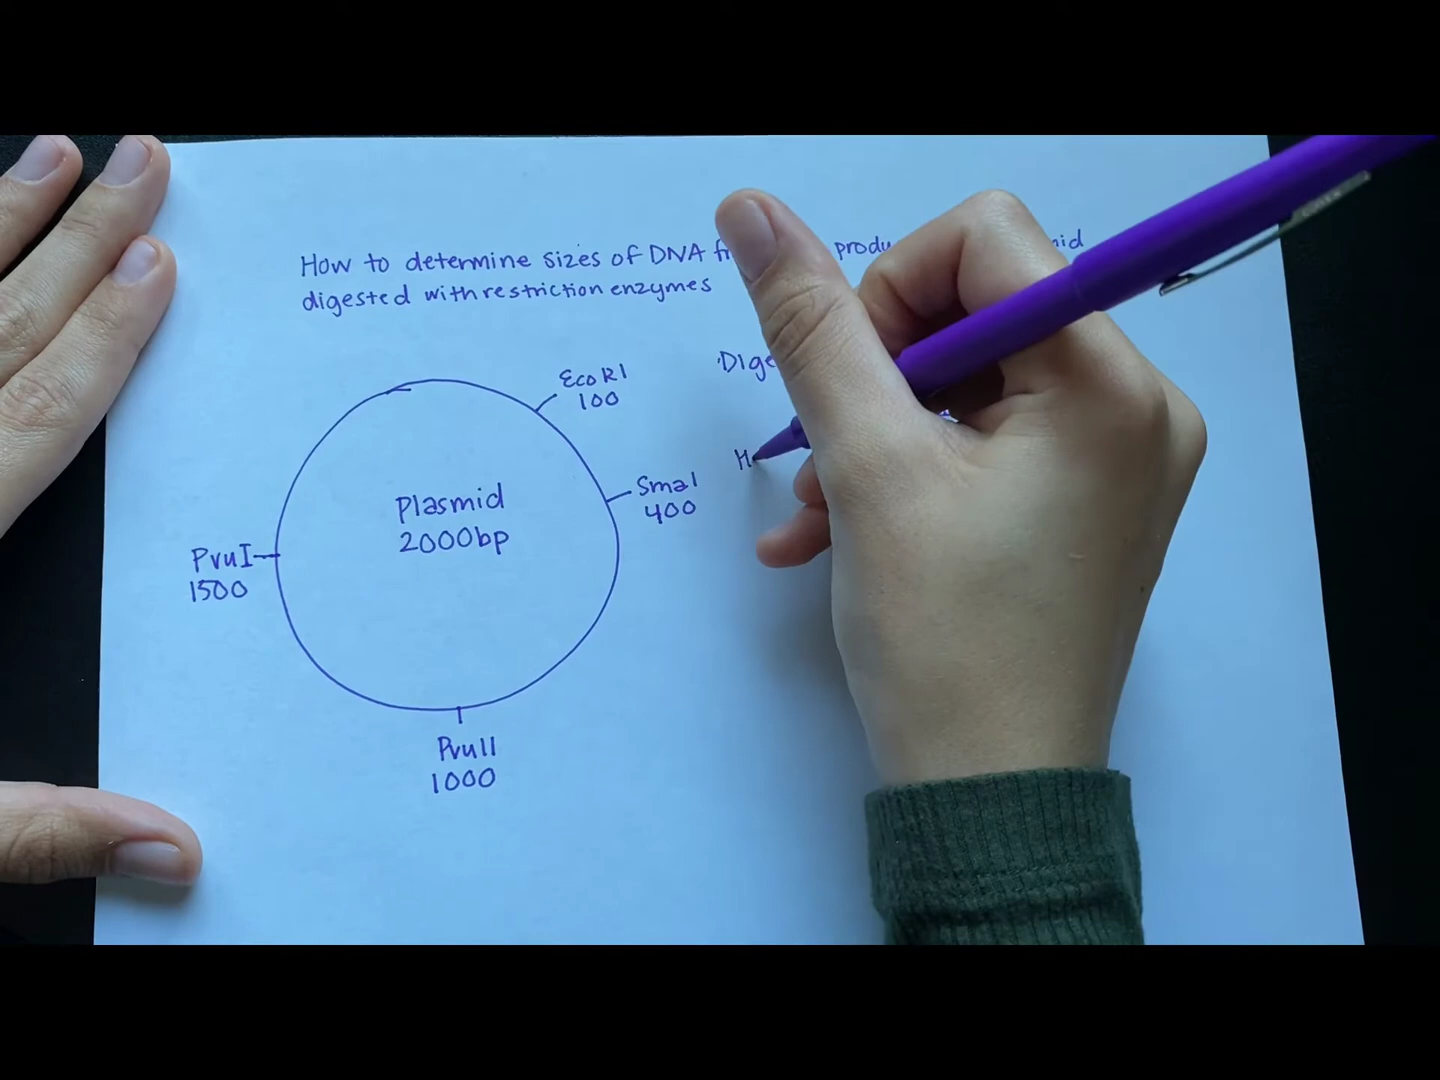 How to determine sizes of DNA
digested with restriction enzymes
EcoRI
100
SmaI
400
Plasmid
2000bp
PvuI
1500
PvuII
1000